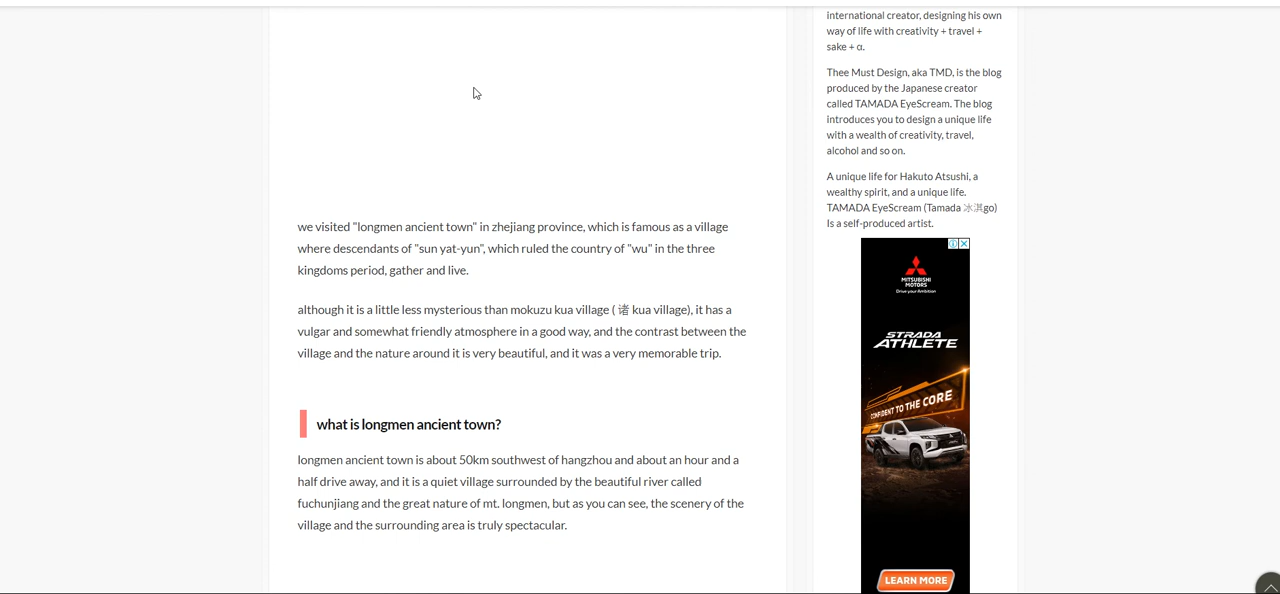 we visited "longmen ancient town" in zhejiang province, which is famous as a village
where descendants of "sun yat-yun", which ruled the country of "wu" in the three
kingdoms period, gather and live.
although it is a little less mysterious than mokuzu kua village ( 诸 kua village), it has a
vulgar and somewhat friendly atmosphere in a good way, and the contrast between the
village and the nature around it is very beautiful, and it was a very memorable trip.
what is longmen ancient town?
longmen ancient town is about 50km southwest of hangzhou and about an hour and a
half drive away, and it is a quiet village surrounded by the beautiful river called
fuchunjiang and the great nature of mt. longmen, but as you can see, the scenery of the
village and the surrounding area is truly spectacular.
international creator, designing his own
way of life with creativity + travel +
sake + α.
Thee Must Design, aka TMD, is the blog
produced by the Japanese creator
called TAMADA EyeScream. The blog
introduces you to design a unique life
with a wealth of creativity, travel,
alcohol and so on.
A unique life for Hakuto Atsushi, a
wealthy spirit, and a unique life.
TAMADA EyeScream (Tamada 冰淇go)
Is a self-produced artist.
MITSUBISHI
MOTORS
Drive your Ambition
STRADA
ATHLETE
CONFIDENT TO THE CORE
LEARN MORE